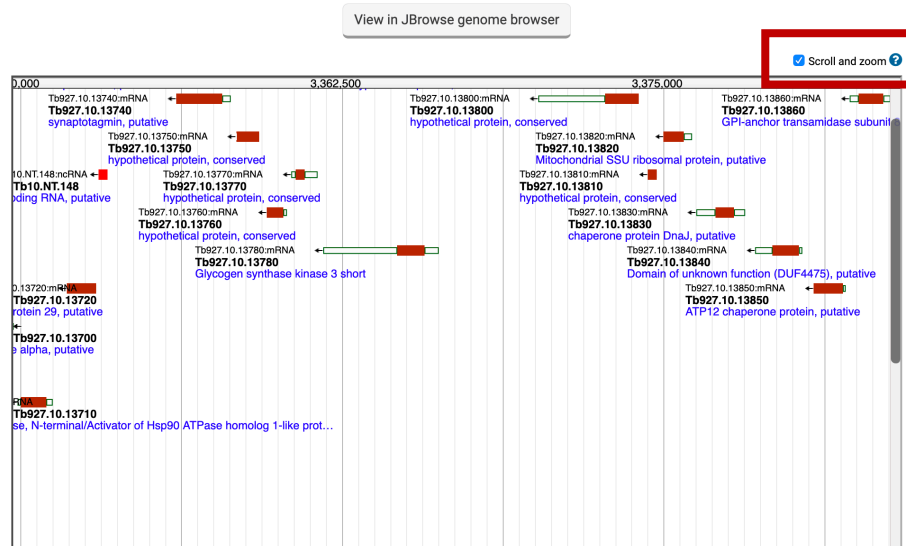 View in JBrowse genome browser
Scroll and zoom ?
0,000 3,362,500 3,375,000
Tb927.10.13740:mRNA
Tb927.10.13740
synaptotagmin, putative
Tb927.10.13800:mRNA
Tb927.10.13800
hypothetical protein, conserved
Tb927.10.13860:mRNA
Tb927.10.13860
GPI-anchor transamidase subunit
Tb927.10.13750:mRNA
Tb927.10.13750
hypothetical protein, conserved
Tb927.10.13820:mRNA
Tb927.10.13820
Mitochondrial SSU ribosomal protein, putative
10.NT.148:ncRNA
Tb10.NT.148
oding RNA, putative
Tb927.10.13770:mRNA
Tb927.10.13770
hypothetical protein, conserved
Tb927.10.13810:mRNA
Tb927.10.13810
hypothetical protein, conserved
Tb927.10.13760:mRNA
Tb927.10.13760
hypothetical protein, conserved
Tb927.10.13830:mRNA
Tb927.10.13830
chaperone protein DnaJ, putative
Tb927.10.13780:mRNA
Tb927.10.13780
Glycogen synthase kinase 3 short
Tb927.10.13840:mRNA
Tb927.10.13840
Domain of unknown function (DUF4475), putative
0.13720:mRNA
Tb927.10.13720
rotein 29, putative
Tb927.10.13850:mRNA
Tb927.10.13850
ATP12 chaperone protein, putative
Tb927.10.13700
e alpha, putative
RNA
Tb927.10.13710
se, N-terminal/Activator of Hsp90 ATPase homolog 1-like prot…